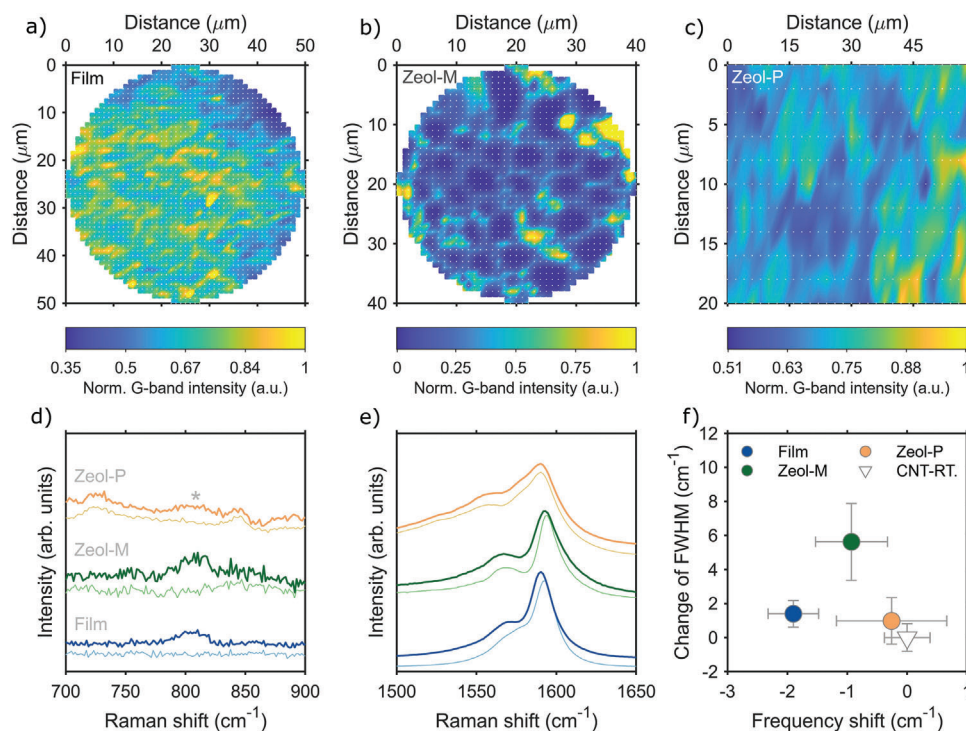 a)
Distance (μm)
0 10 20 30 40 50
Film
Distance (μm)
0
10
20
30
40
50
0.35 0.5 0.67 0.84 1
Norm. G-band intensity (a.u.)
b)
Distance (μm)
0 10 20 30 40
Zeol-M
Distance (μm)
0
10
20
30
40
0 0.25 0.5 0.75 1
Norm. G-band intensity (a.u.)
c)
Distance (μm)
0 15 30 45
Zeol-P
Distance (μm)
0
4
8
12
16
20
0.51 0.63 0.75 0.88 1
Norm. G-band intensity (a.u.)
d)
Intensity (arb. units)
Zeol-P
*
Zeol-M
Film
700 750 800 850 900
Raman shift (cm⁻¹)
e)
Intensity (arb. units)
1500 1550 1600 1650
Raman shift (cm⁻¹)
f)
Change of FWHM (cm⁻¹)
12
10
8
6
4
2
0
-2
Film
Zeol-P
Zeol-M
CNT-RT.
-3 -2 -1 0 1
Frequency shift (cm⁻¹)